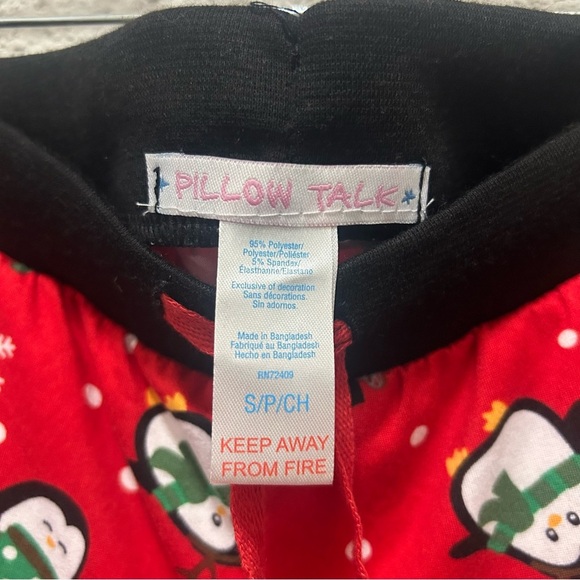 PILLOW TALK
95% Polyester/
Polyester/Poliéster
5% Spandex/
Élasthanne/Elastano
Exclusive of decoration
Sans décorations.
Sin adornos.
Made in Bangladesh
Fabriqué au Bangladesh
Hecho en Bangladesh
RN72409
S/P/CH
KEEP AWAY
FROM FIRE